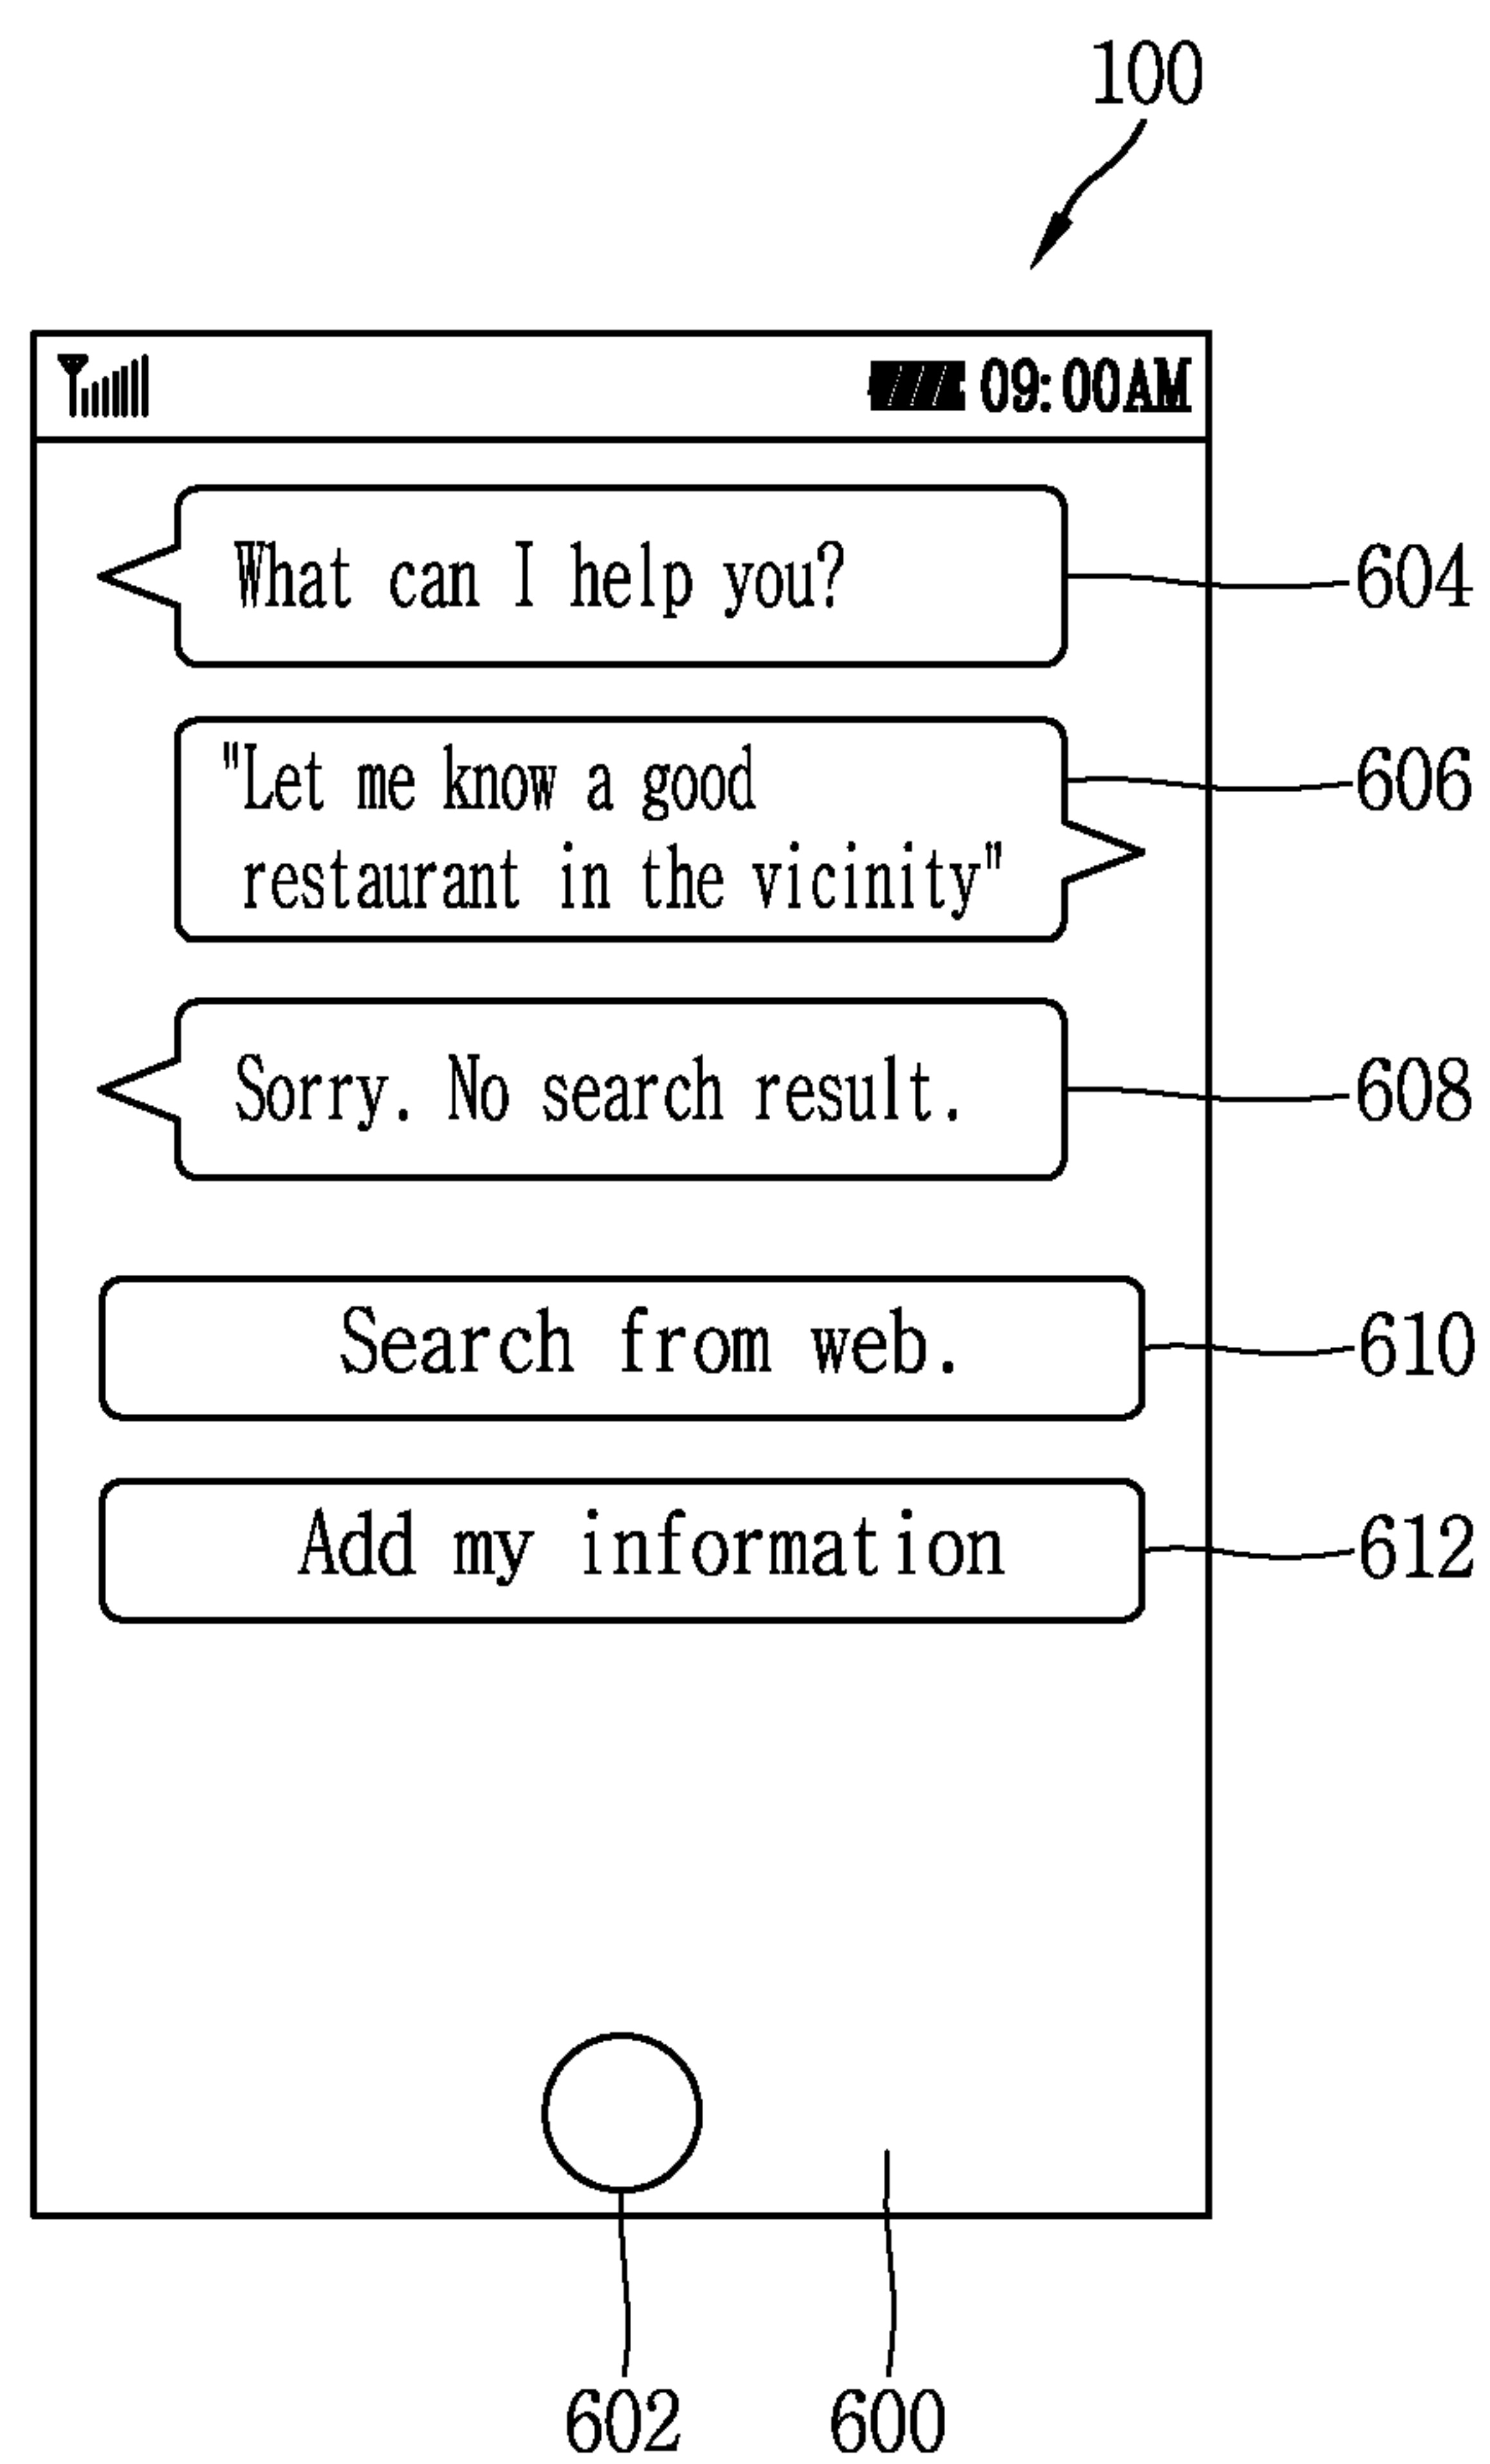 100
09:00AM
What can I help you?
604
"Let me know a good
606
restaurant in the vicinity"
Sorry. No search result.
608
Search from web.
610
Add my information
612
602
600